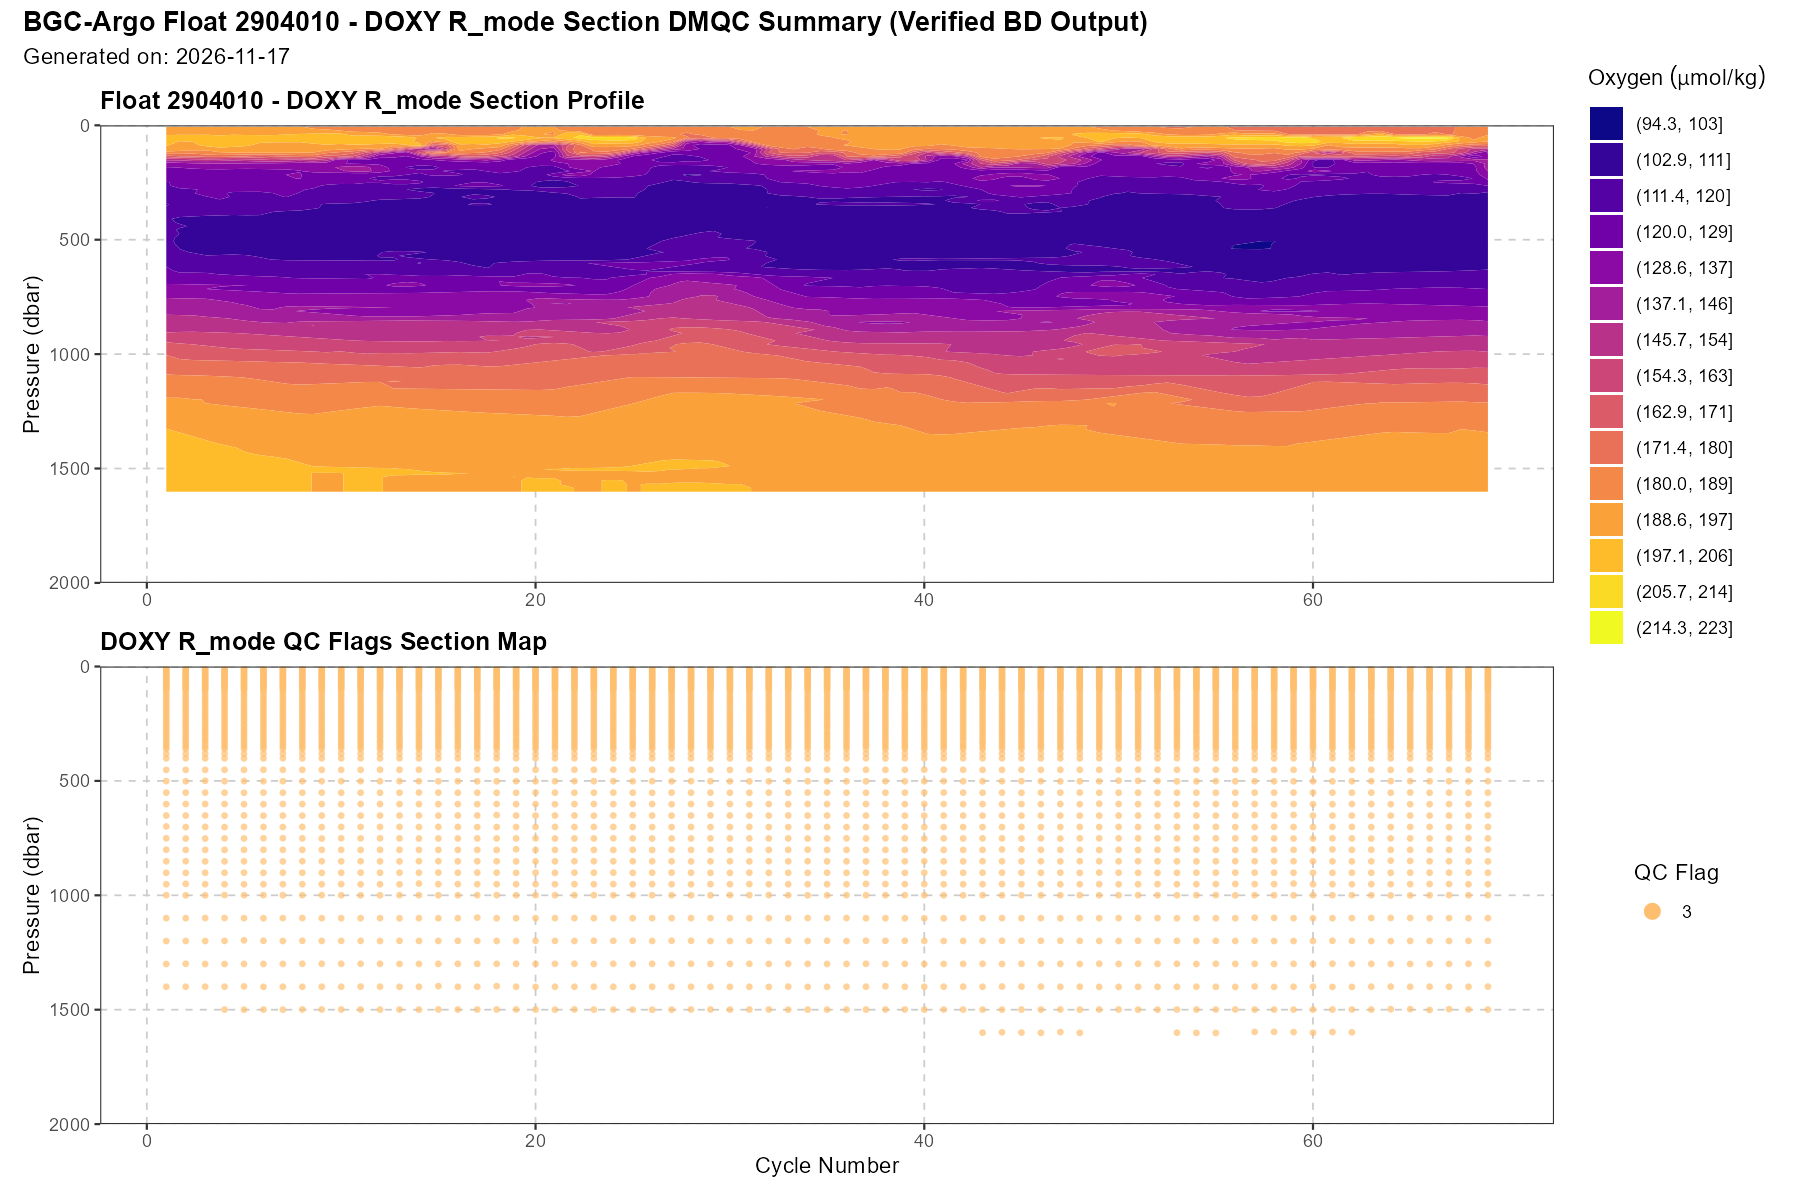 BGC-Argo Float 2904010 - DOXY R_mode Section DMQC Summary (Verified BD Output)
Generated on: 2026-11-17
Float 2904010 - DOXY R_mode Section Profile
Pressure (dbar)
0
500
1000
1500
2000
0 20 40 60
Oxygen (μmol/kg)
(94.3, 103]
(102.9, 111]
(111.4, 120]
(120.0, 129]
(128.6, 137]
(137.1, 146]
(145.7, 154]
(154.3, 163]
(162.9, 171]
(171.4, 180]
(180.0, 189]
(188.6, 197]
(197.1, 206]
(205.7, 214]
(214.3, 223]
DOXY R_mode QC Flags Section Map
Pressure (dbar)
0
500
1000
1500
2000
0 20 40 60
Cycle Number
QC Flag
3